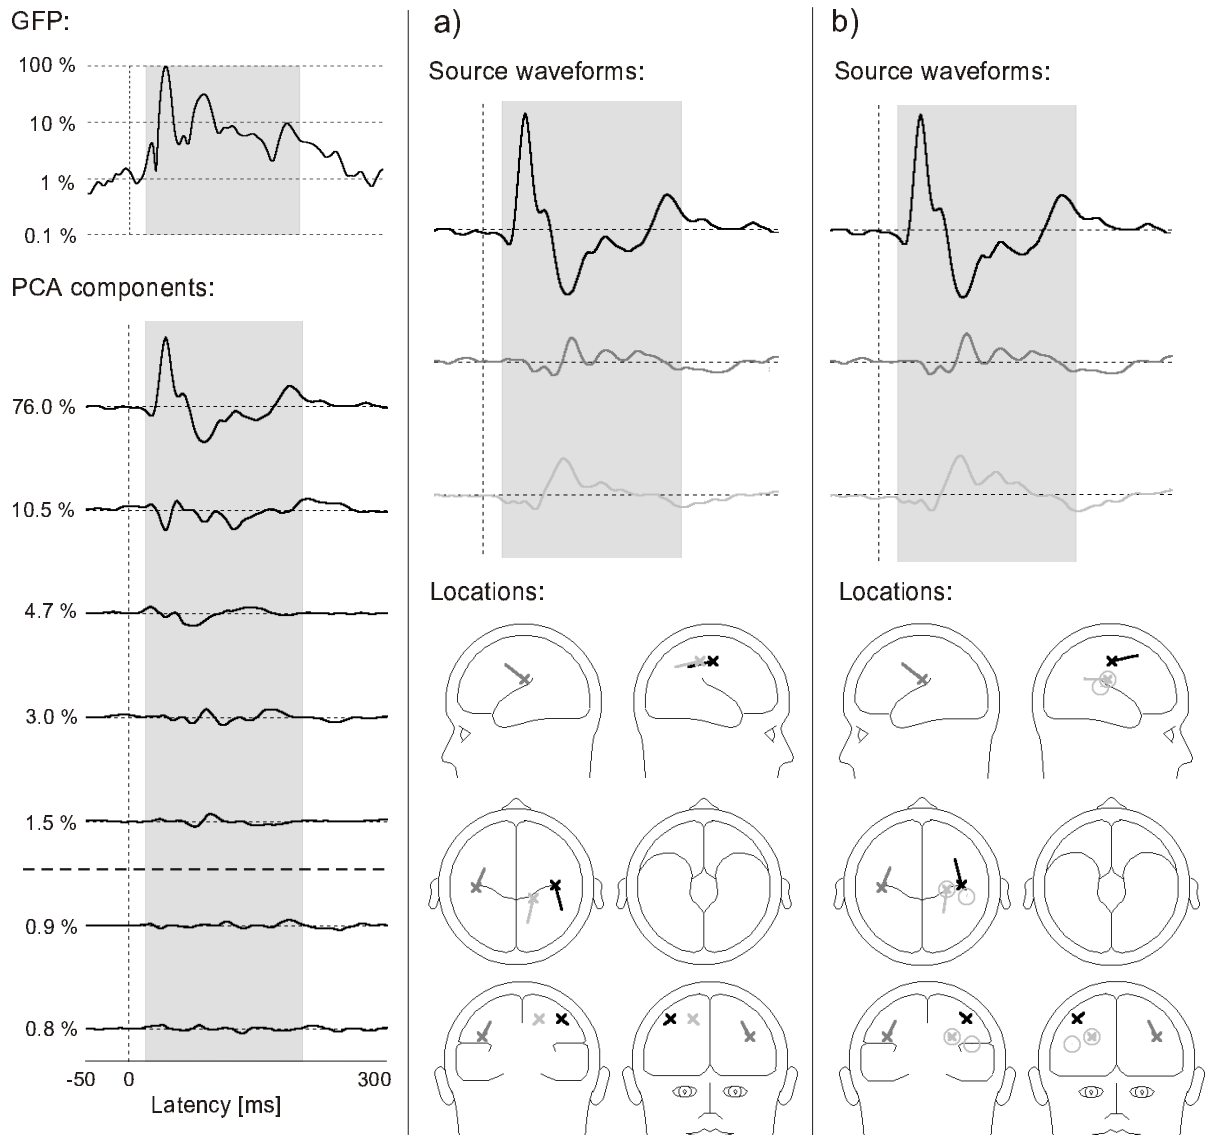 GFP:
100 %
10 %
1 %
0.1 %
PCA components:
76.0 %
10.5 %
4.7 %
3.0 %
1.5 %
0.9 %
0.8 %
-50 0 300
Latency [ms]
a)
Source waveforms:
Locations:
b)
Source waveforms:
Locations: